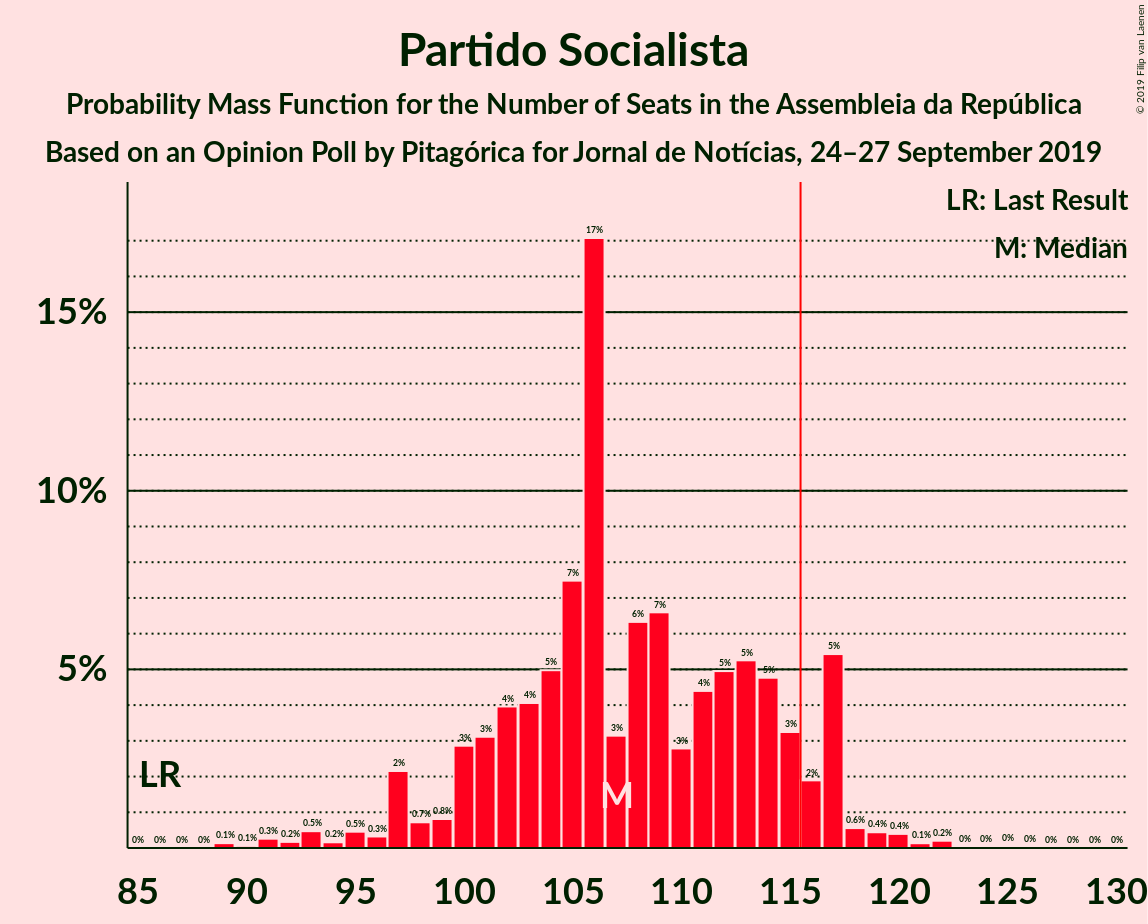 © 2019 Filip van Laenen
Partido Socialista
Probability Mass Function for the Number of Seats in the Assembleia da República
Based on an Opinion Poll by Pitagórica for Jornal de Notícias, 24–27 September 2019
LR: Last Result
M: Median
15%
10%
5%
0% 0% 0% 0% 0.1% 0.1% 0.3% 0.2% 0.5% 0.2% 0.5% 0.3% 2% 0.7% 0.8% 3% 3% 4% 4% 5% 7% 17% 3% 6% 7% 3% 4% 5% 5% 5% 3% 2% 5% 0.6% 0.4% 0.4% 0.1% 0.2% 0% 0% 0% 0% 0% 0% 0% 0%
LR
M
85 90 95 100 105 110 115 120 125 130